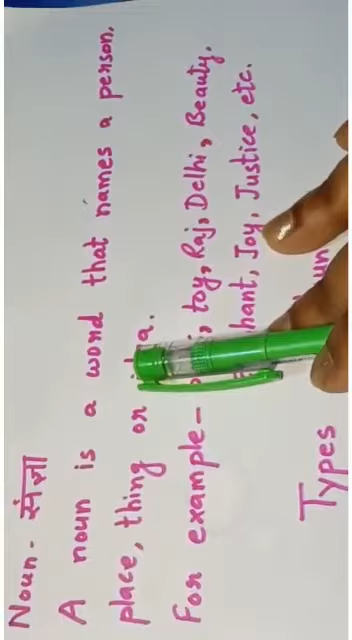 Noun - संज्ञा
A noun is a word that names a person,
place, thing or
For example- toy, Raj, Delhi, Beauty,
Joy, Justice, etc.
Types